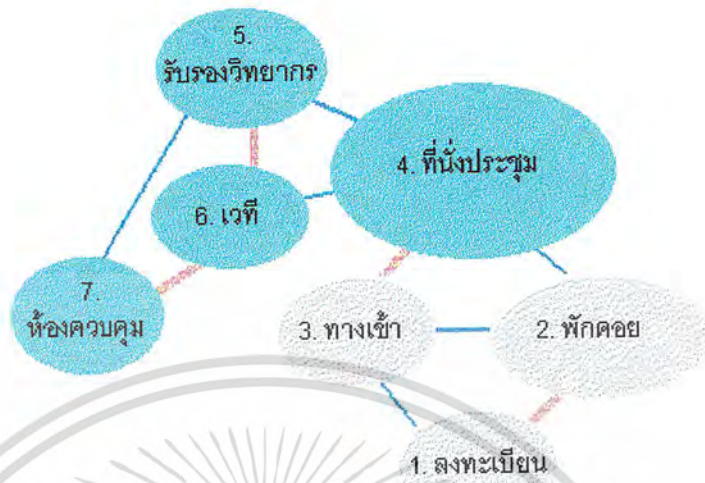 5.
รับรองวิทยากร
4. ที่นั่งประชุม
6. เวที
7.
ห้องควบคุม
3. ทางเข้า
2. พักคอย
1. ลงทะเบียน